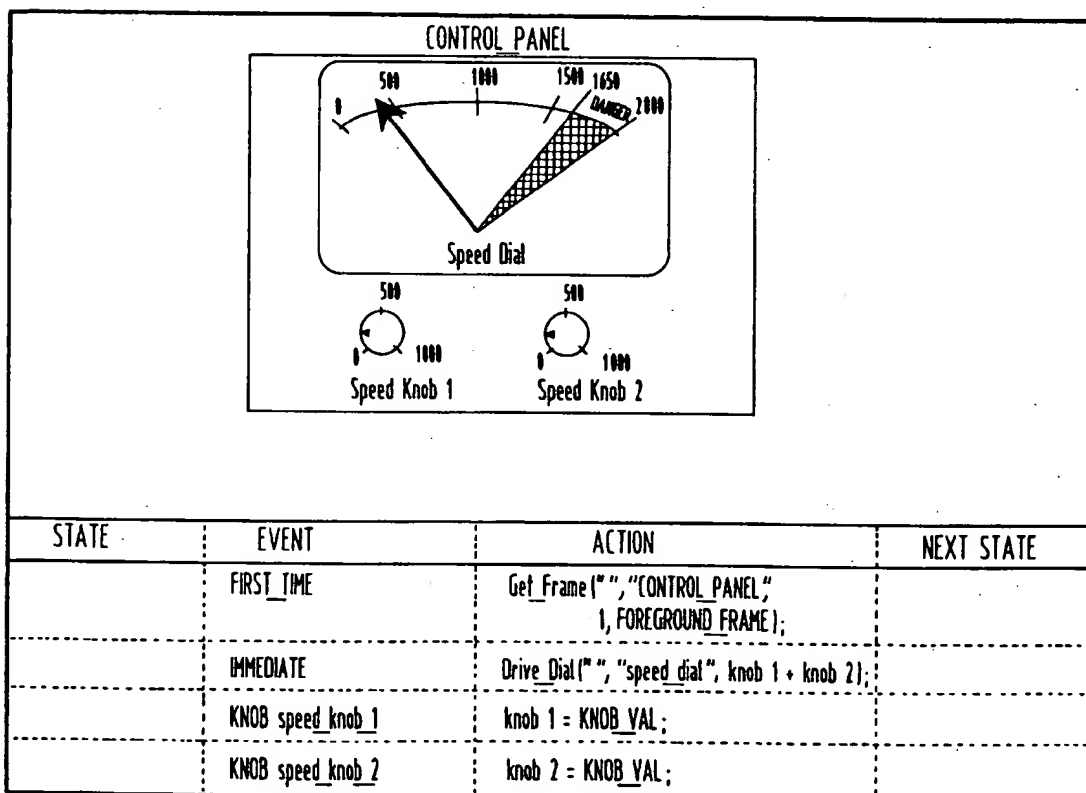 CONTROL_PANEL
0 500 1000 1500 1650 DANGER 2000
Speed Dial
500 500
0 1000 0 1000
Speed Knob 1 Speed Knob 2
STATE EVENT ACTION NEXT STATE
FIRST_TIME Get_Frame(" ", "CONTROL_PANEL",
1, FOREGROUND_FRAME);
IMMEDIATE Drive_Dial(" ", "speed_dial", knob 1 + knob 2);
KNOB speed_knob_1 knob 1 = KNOB_VAL;
KNOB speed_knob_2 knob 2 = KNOB_VAL;